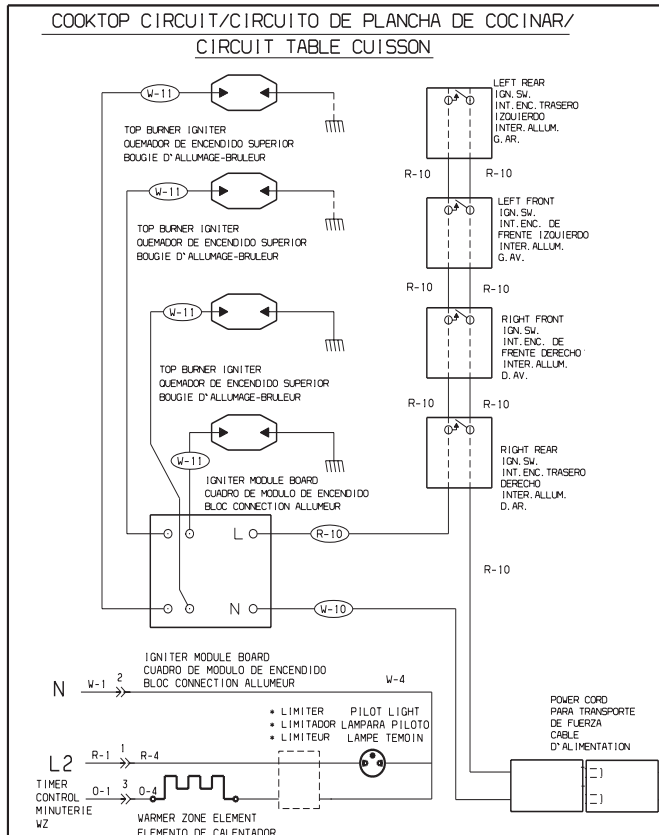 COOKTOP CIRCUIT/CIRCUITO DE PLANCHA DE COCINAR/
CIRCUIT TABLE CUISSON
W-11
TOP BURNER IGNITER
QUEMADOR DE ENCENDIDO SUPERIOR
BOUGIE D'ALLUMAGE-BRULEUR
W-11
TOP BURNER IGNITER
QUEMADOR DE ENCENDIDO SUPERIOR
BOUGIE D'ALLUMAGE-BRULEUR
W-11
TOP BURNER IGNITER
QUEMADOR DE ENCENDIDO SUPERIOR
BOUGIE D'ALLUMAGE-BRULEUR
W-11
IGNITER MODULE BOARD
CUADRO DE MODULO DE ENCENDIDO
BLOC CONNECTION ALLUMEUR
LEFT REAR
IGN. SW.
INT. ENC. TRASERO
IZQUIERDO
INTER. ALLUM.
G. AR.
R-10 R-10
LEFT FRONT
IGN. SW.
INT. ENC. DE
FRENTE IZQUIERDO
INTER. ALLUM.
G. AV.
R-10 R-10
RIGHT FRONT
IGN. SW.
INT. ENC. DE
FRENTE DERECHO
INTER. ALLUM.
D. AV.
R-10 R-10
RIGHT REAR
IGN. SW.
INT. ENC. TRASERO
DERECHO
INTER. ALLUM.
D. AR.
L R-10
R-10
N W-10
IGNITER MODULE BOARD
CUADRO DE MODULO DE ENCENDIDO
BLOC CONNECTION ALLUMEUR
N W-1 2 W-4
* LIMITER PILOT LIGHT
* LIMITADOR LAMPARA PILOTO
* LIMITEUR LAMPE TEMOIN
L2 R-1 1 R-4
TIMER
CONTROL
MINUTERIE
WZ
O-1 3 O-4
WARMER ZONE ELEMENT
ELEMENTO DE CALENTADOR
POWER CORD
PARA TRANSPORTE
DE FUERZA
CABLE
D'ALIMENTATION